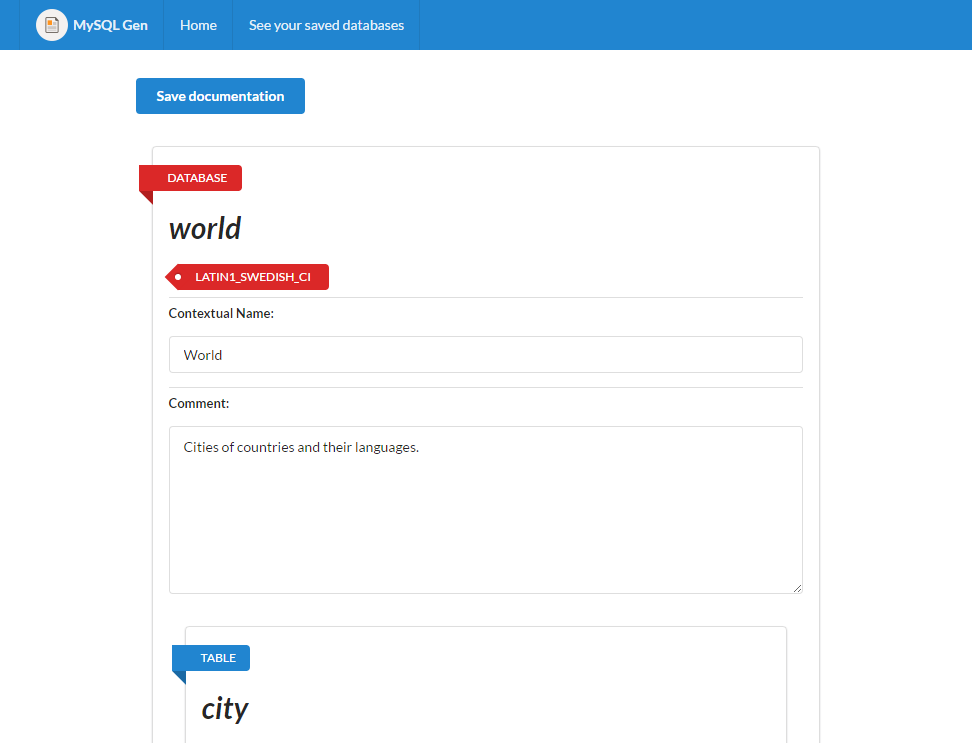 MySQL Gen Home See your saved databases
Save documentation
DATABASE
world
LATIN1_SWEDISH_CI
Contextual Name:
World
Comment:
Cities of countries and their languages.
TABLE
city